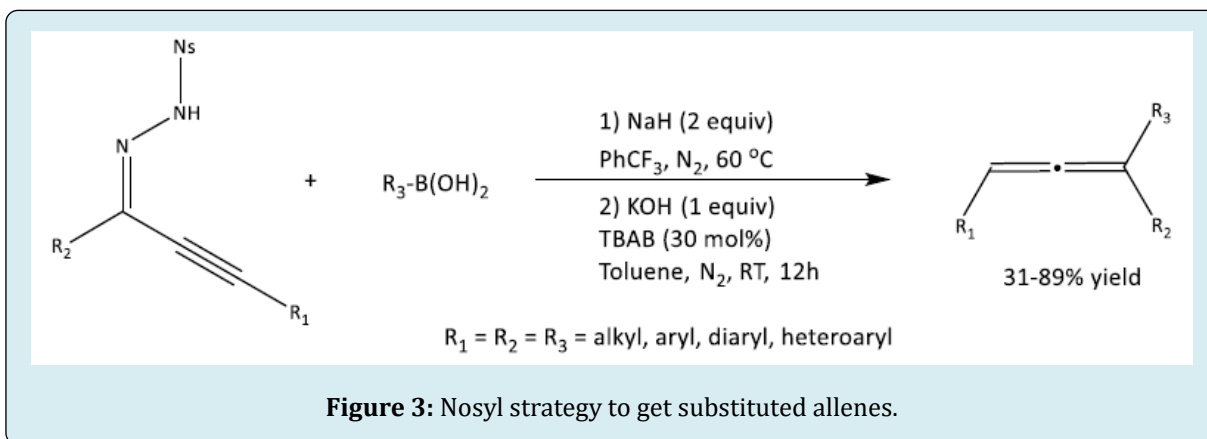 Ns
NH
N
R₂
R₁
+
R₃-B(OH)₂
1) NaH (2 equiv)
PhCF₃, N₂, 60 °C
2) KOH (1 equiv)
TBAB (30 mol%)
Toluene, N₂, RT, 12h
R₃
R₁
R₂
31-89% yield
R₁ = R₂ = R₃ = alkyl, aryl, diaryl, heteroaryl
Figure 3: Nosyl strategy to get substituted allenes.